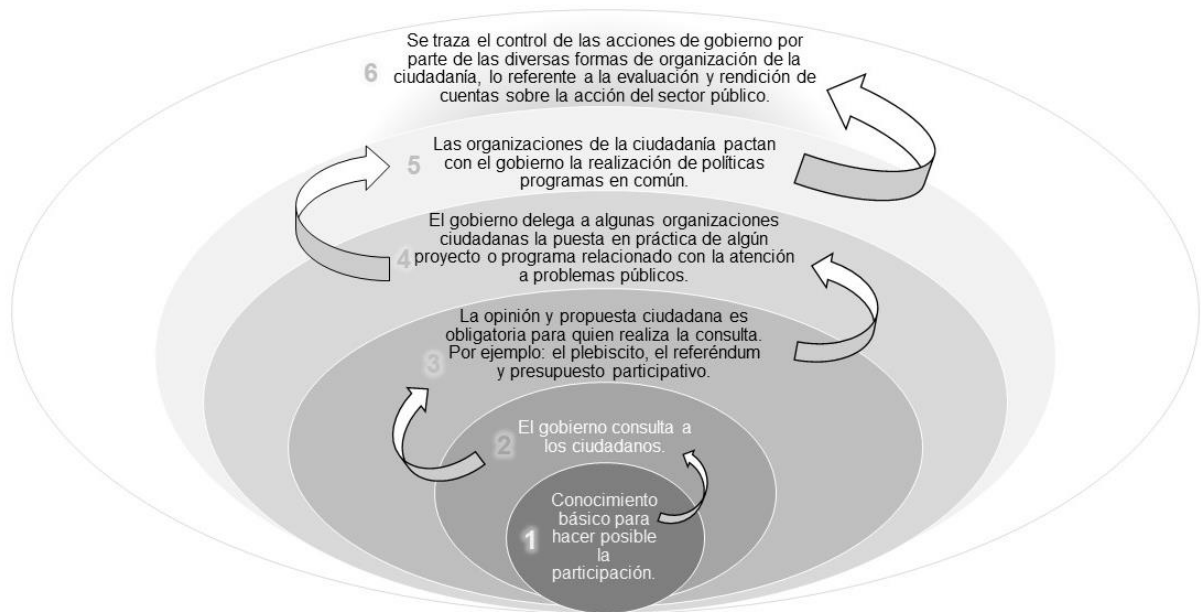 Se traza el control de las acciones de gobierno por
parte de las diversas formas de organización de la
6 ciudadanía, lo referente a la evaluación y rendición de
cuentas sobre la acción del sector público.
Las organizaciones de la ciudadanía pactan
5 con el gobierno la realización de políticas
programas en común.
El gobierno delega a algunas organizaciones
ciudadanas la puesta en práctica de algún
4 proyecto o programa relacionado con la atención
a problemas públicos.
La opinión y propuesta ciudadana es
obligatoria para quien realiza la consulta.
3 Por ejemplo: el plebiscito, el referéndum
y presupuesto participativo.
2 El gobierno consulta a
los ciudadanos.
Conocimiento
básico para
1 hacer posible
la
participación.